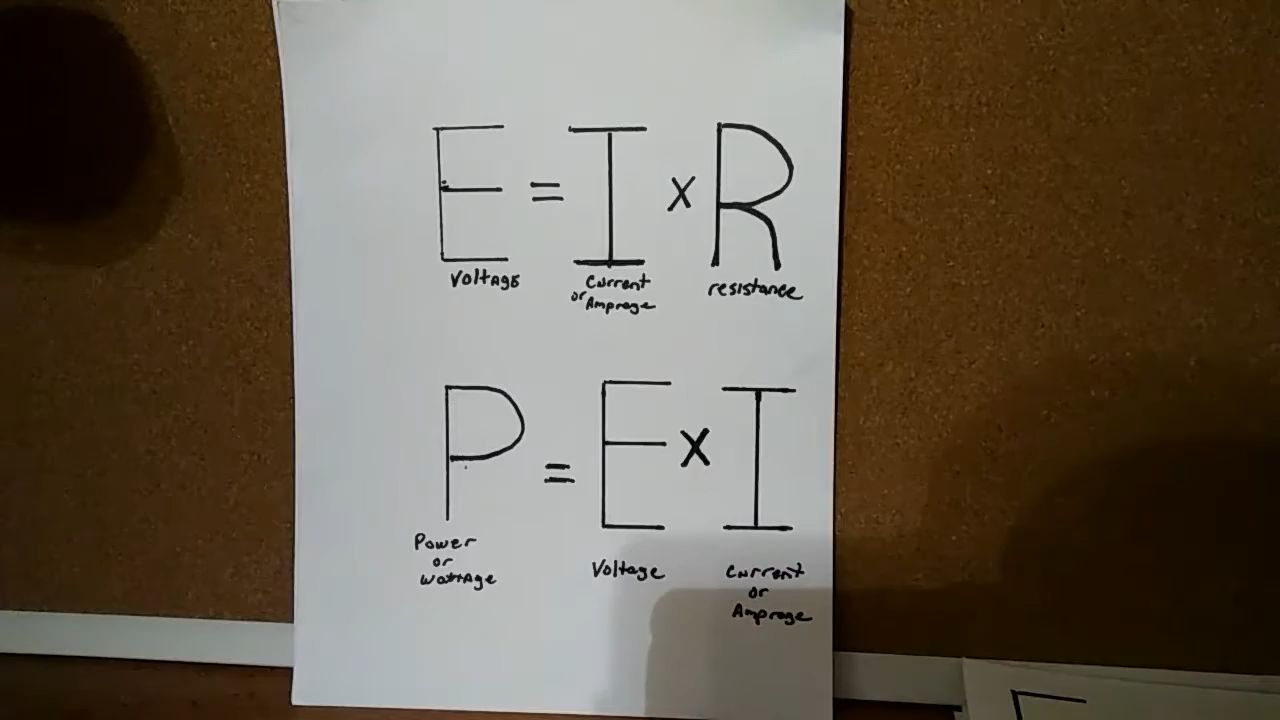 E = I x R
VoltAgE
Current
or Amprage
resistance
P = E x I
Power
or
WattAge
Voltage
Current
or
Amprage